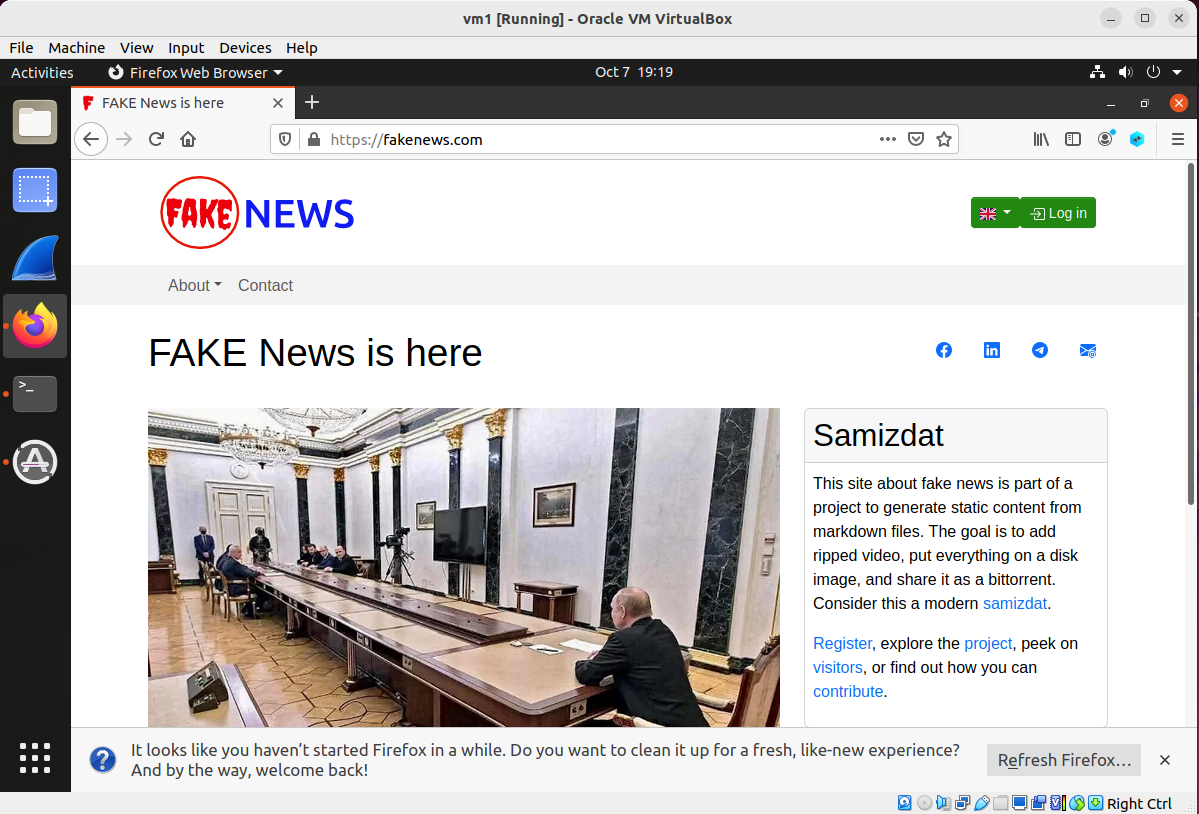 vm1 [Running] - Oracle VM VirtualBox
File Machine View Input Devices Help
Activities Firefox Web Browser Oct 7 19:19
FAKE News is here
https://fakenews.com
FAKE NEWS
Log in
About Contact
FAKE News is here
Samizdat
This site about fake news is part of a
project to generate static content from
markdown files. The goal is to add
ripped video, put everything on a disk
image, and share it as a bittorrent.
Consider this a modern samizdat.
Register, explore the project, peek on
visitors, or find out how you can
contribute.
It looks like you haven’t started Firefox in a while. Do you want to clean it up for a fresh, like-new experience?
And by the way, welcome back!
Refresh Firefox…
Right Ctrl